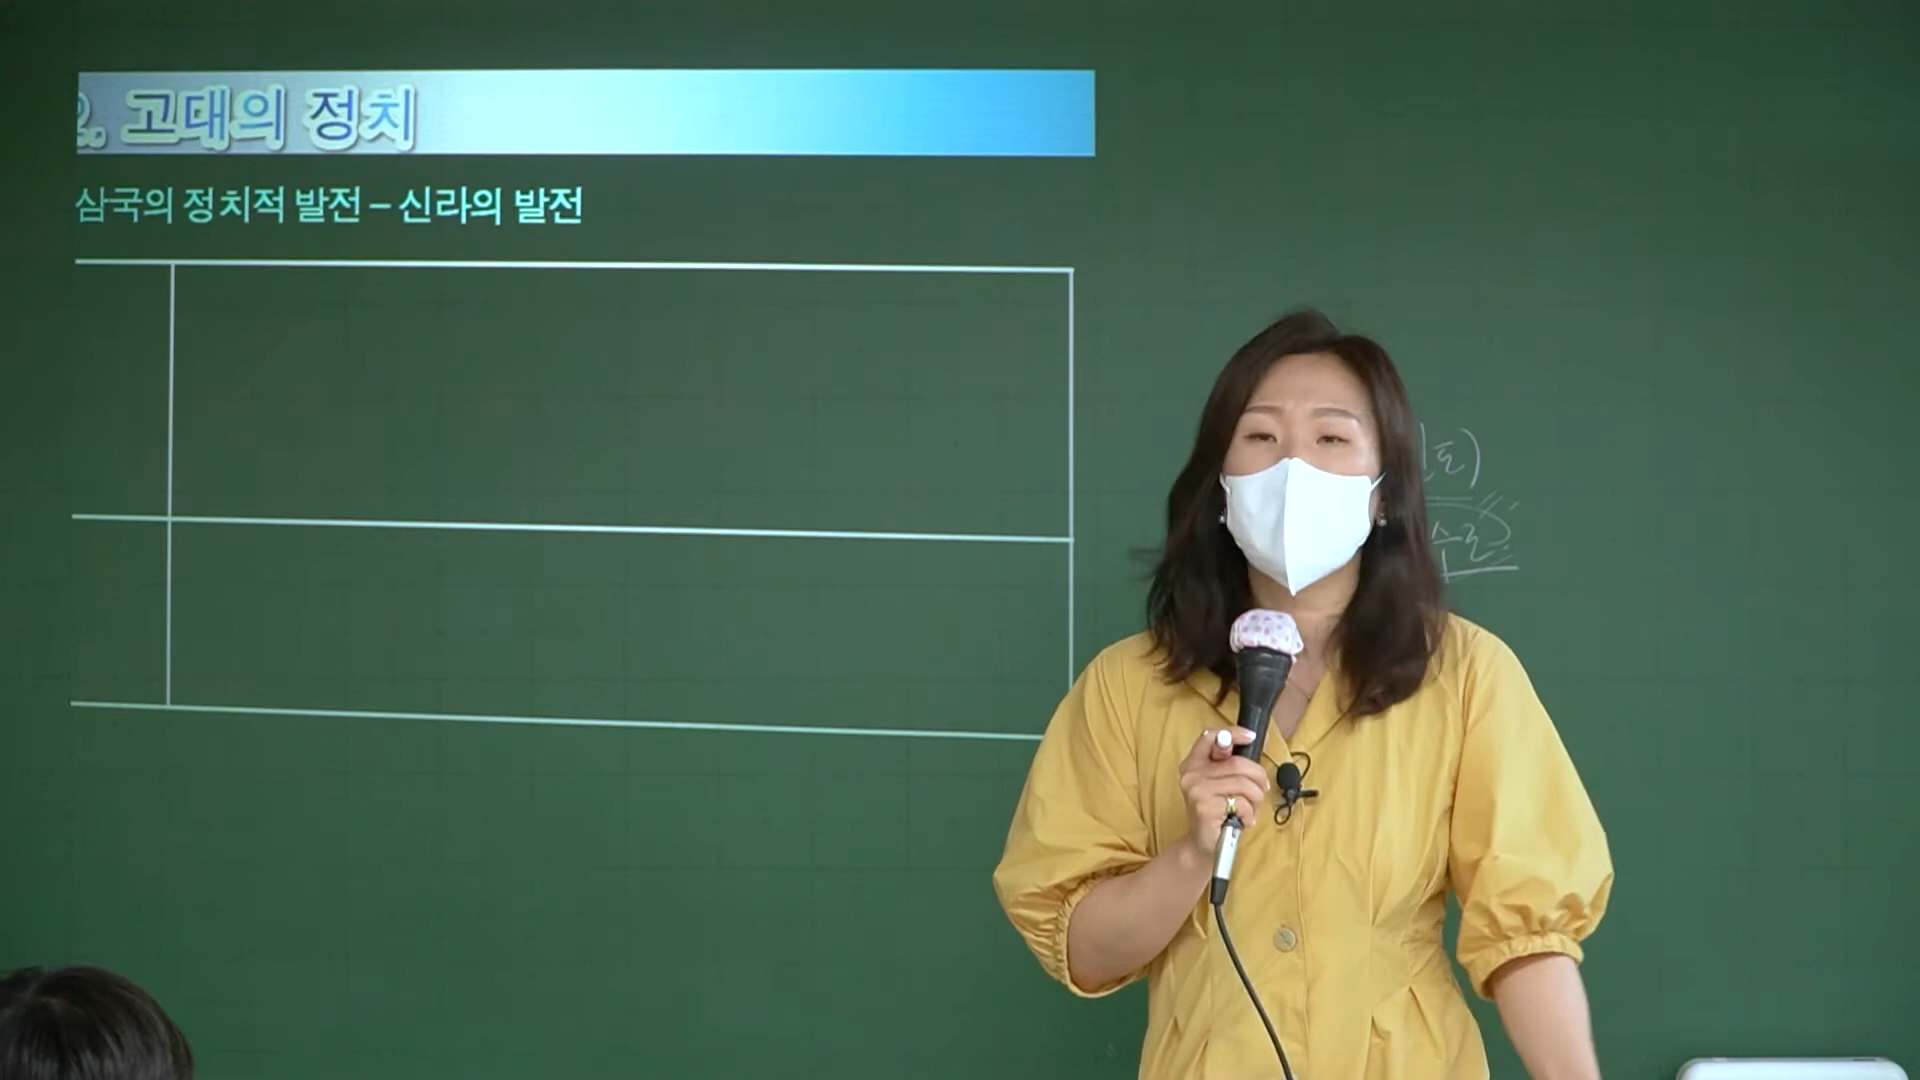 2. 고대의 정치
삼국의 정치적 발전 – 신라의 발전